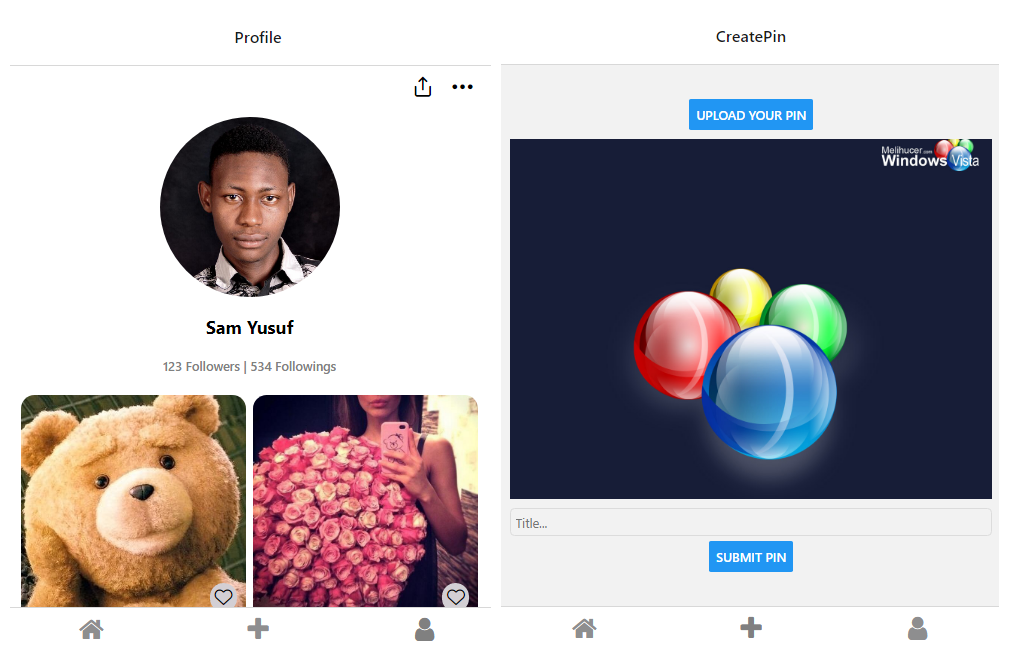 Profile
Sam Yusuf
123 Followers | 534 Followings
CreatePin
UPLOAD YOUR PIN
Melihucer.com
Windows Vista
Title...
SUBMIT PIN